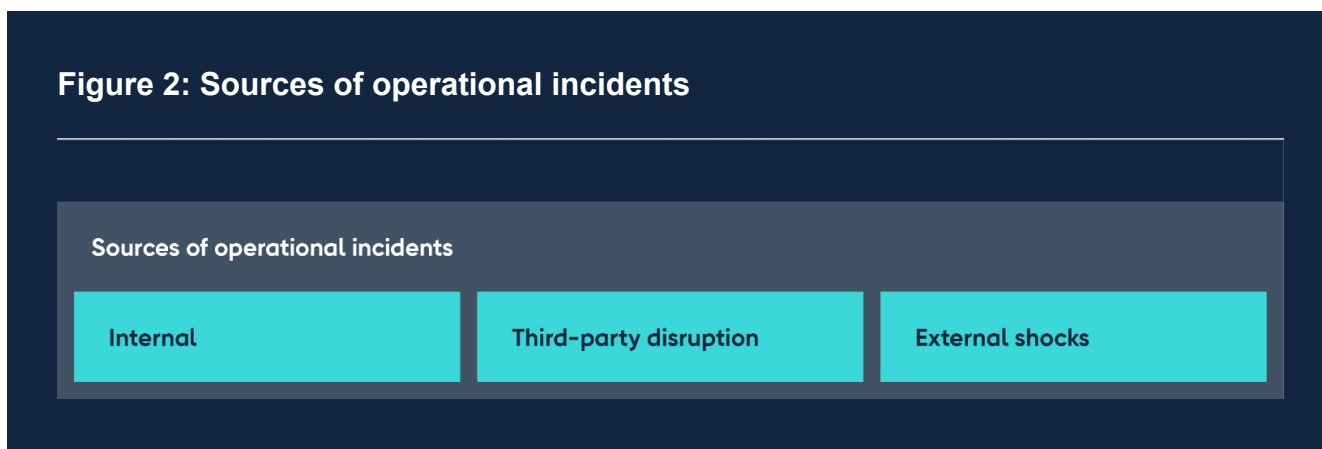 Figure 2: Sources of operational incidents
Sources of operational incidents
Internal
Third-party disruption
External shocks